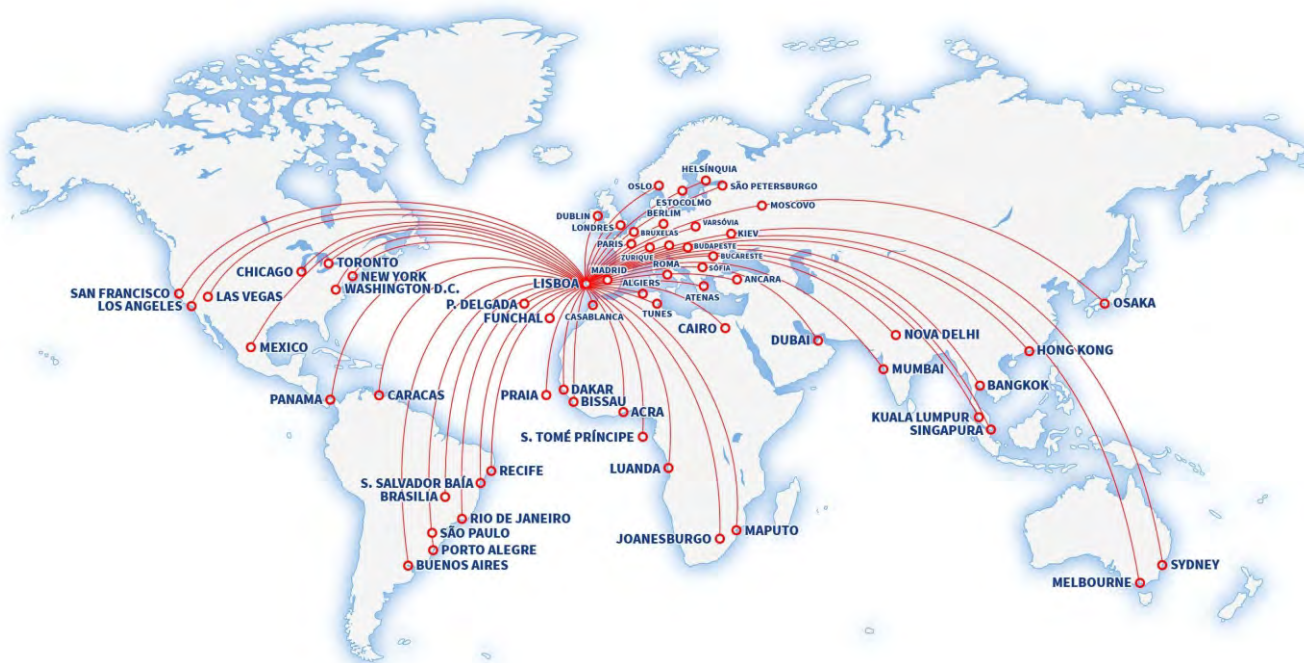 HELSÍNQUIA
OSLO
SÃO PETERSBURGO
ESTOCOLMO
MOSCOVO
BERLIM
DUBLIN
LONDRES
VARSÓVIA
BRUXELAS
KIEV
PARIS
BUDAPESTE
ZURIQUE
BUCARESTE
TORONTO
CHICAGO
MADRID
ROMA
SÓFIA
NEW YORK
LISBOA
ALGIERS
ANCARA
WASHINGTON D.C.
SAN FRANCISCO
LAS VEGAS
ATENAS
LOS ANGELES
P. DELGADA
TUNES
OSAKA
FUNCHAL
CASABLANCA
CAIRO
NOVA DELHI
DUBAI
MEXICO
HONG KONG
MUMBAI
BANGKOK
PANAMA
CARACAS
PRAIA
DAKAR
BISSAU
ACRA
KUALA LUMPUR
SINGAPURA
S. TOMÉ PRÍNCIPE
LUANDA
RECIFE
S. SALVADOR BAÍA
BRASILIA
RIO DE JANEIRO
SÃO PAULO
JOANESBURGO
MAPUTO
PORTO ALEGRE
BUENOS AIRES
SYDNEY
MELBOURNE